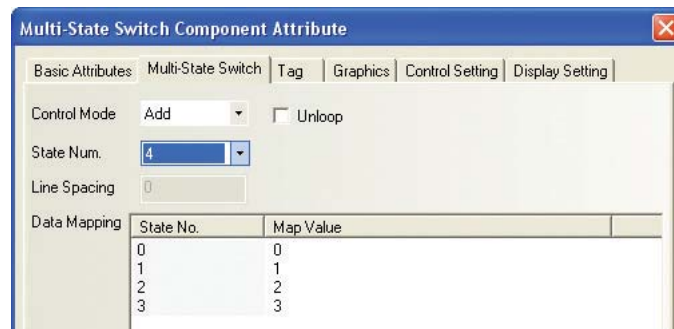 Multi-State Switch Component Attribute
Basic Attributes Multi-State Switch Tag Graphics Control Setting Display Setting
Control Mode Add Unloop
State Num. 4
Line Spacing 0
Data Mapping State No. Map Value
0 0
1 1
2 2
3 3